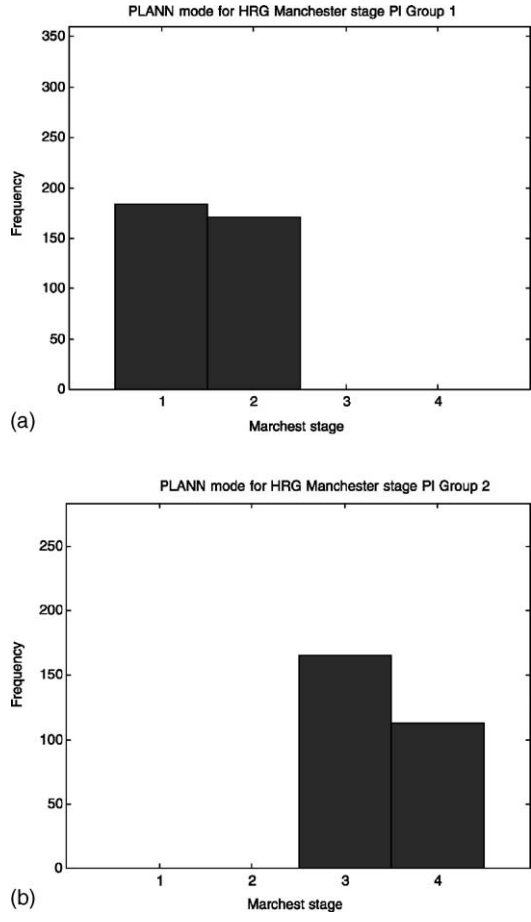 PLANN mode for HRG Manchester stage PI Group 1
350
300
250
200
150
100
50
0
Frequency
1 2 3 4
Marchest stage
(a)
PLANN mode for HRG Manchester stage PI Group 2
250
200
150
100
50
0
Frequency
1 2 3 4
Marchest stage
(b)